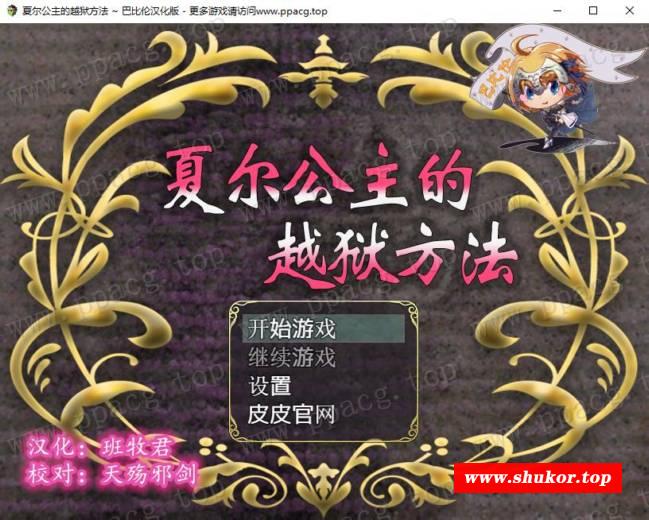 夏尔公主的越狱方法 ~ 巴比伦汉化版 - 更多游戏请访问www.ppacg.top
夏尔公主的
越狱方法
开始游戏
继续游戏
设置
皮皮官网
汉化：班牧君
校对：天殇邪剑
www.shukor.top
www.ppacg.top